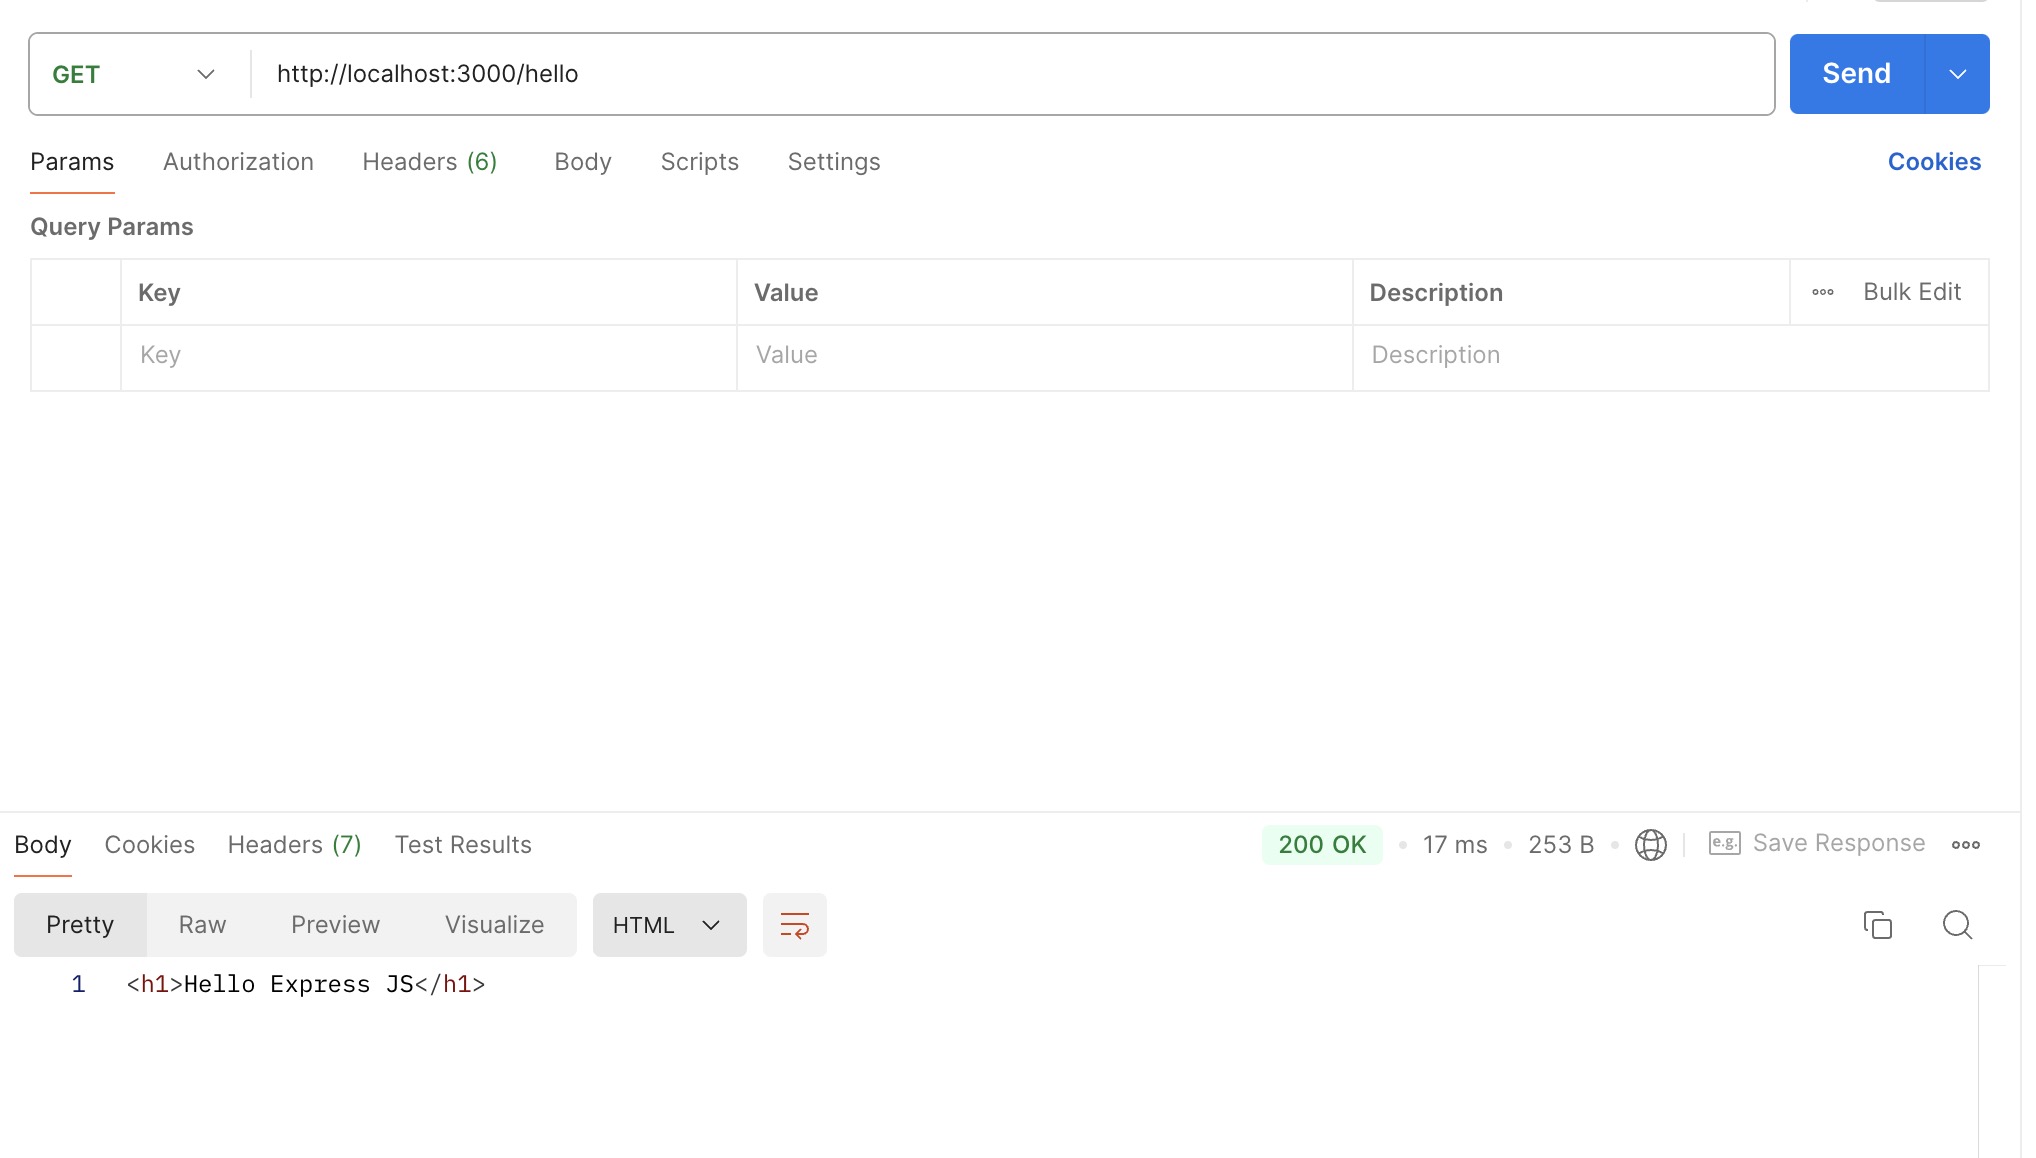 GET http://localhost:3000/hello Send
Params Authorization Headers (6) Body Scripts Settings Cookies
Query Params
Key Value Description Bulk Edit
Key Value Description
Body Cookies Headers (7) Test Results 200 OK 17 ms 253 B e.g. Save Response
Pretty Raw Preview Visualize HTML
1 <h1>Hello Express JS</h1>